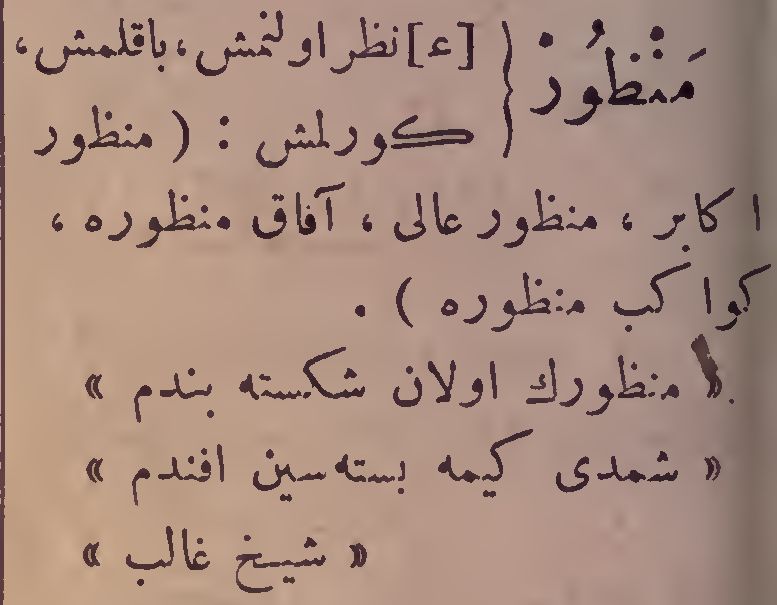 مَنْظُورْ } [ع] نظر اولنمش، باقلمش،
كورلمش : ( منظور
اكابر ، منظور عالى ، آفاق منظوره ،
كواكب منظوره ) .
« منظورك اولان شكسته بندم »
« شمدى كيمه بسته‌سين افندم »
« شيخ غالب »